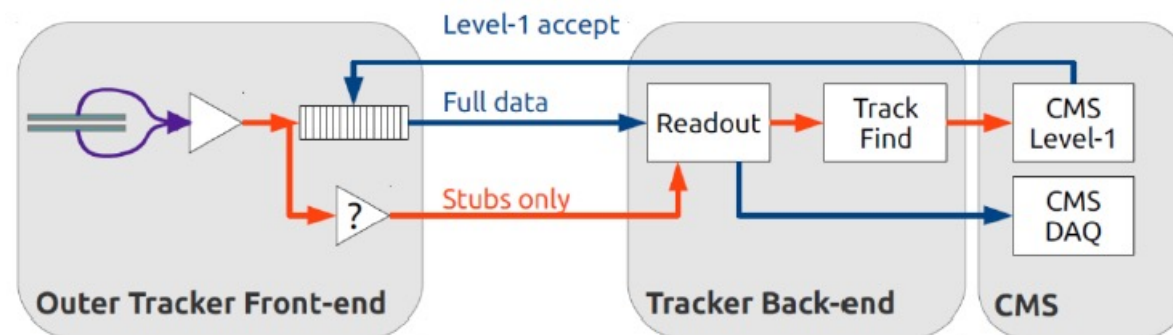 Level-1 accept
Full data
Readout
Track
Find
CMS
Level-1
?
Stubs only
CMS
DAQ
Outer Tracker Front-end
Tracker Back-end
CMS